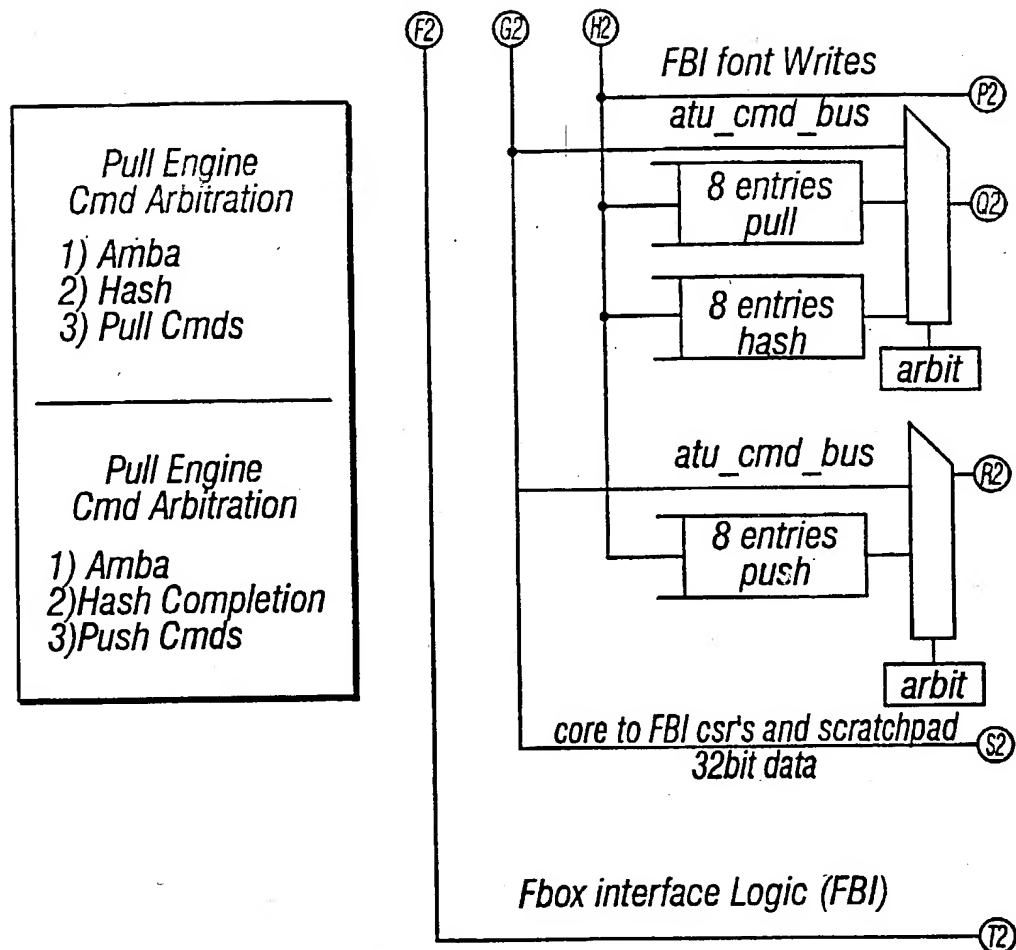 F2
G2
H2
FBI font Writes
P2
atu_cmd_bus
8 entries
pull
Q2
8 entries
hash
arbit
Pull Engine
Cmd Arbitration
1) Amba
2) Hash
3) Pull Cmds
Pull Engine
Cmd Arbitration
1) Amba
2)Hash Completion
3)Push Cmds
atu_cmd_bus
R2
8 entries
push
arbit
core to FBI csr's and scratchpad
32bit data
S2
Fbox interface Logic (FBI)
T2